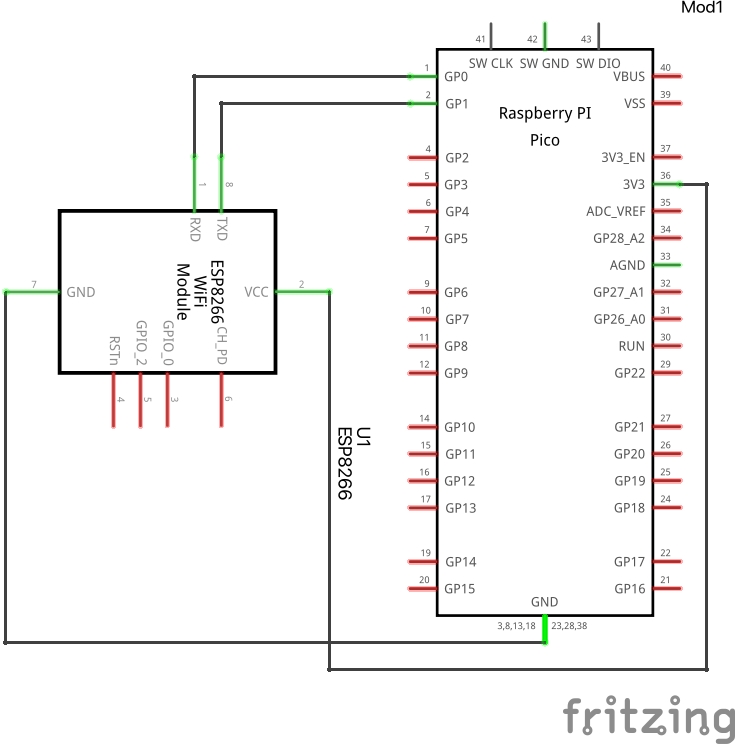 Mod1
41
42
43
SW CLK
SW GND
SW DIO
Raspberry PI
Pico
1
GP0
2
GP1
4
GP2
5
GP3
6
GP4
7
GP5
9
GP6
10
GP7
11
GP8
12
GP9
14
GP10
15
GP11
16
GP12
17
GP13
19
GP14
20
GP15
VBUS
40
VSS
39
3V3_EN
37
3V3
36
ADC_VREF
35
GP28_A2
34
AGND
33
GP27_A1
32
GP26_A0
31
RUN
30
GP22
29
GP21
27
GP20
26
GP19
25
GP18
24
GP17
22
GP16
21
GND
3,8,13,18
23,28,38
1
8
RXD
TXD
7
GND
ESP8266
WiFi
Module
VCC
2
RSTn
GPIO_2
GPIO_0
CH_PD
4
5
3
6
U1
ESP8266
fritzing